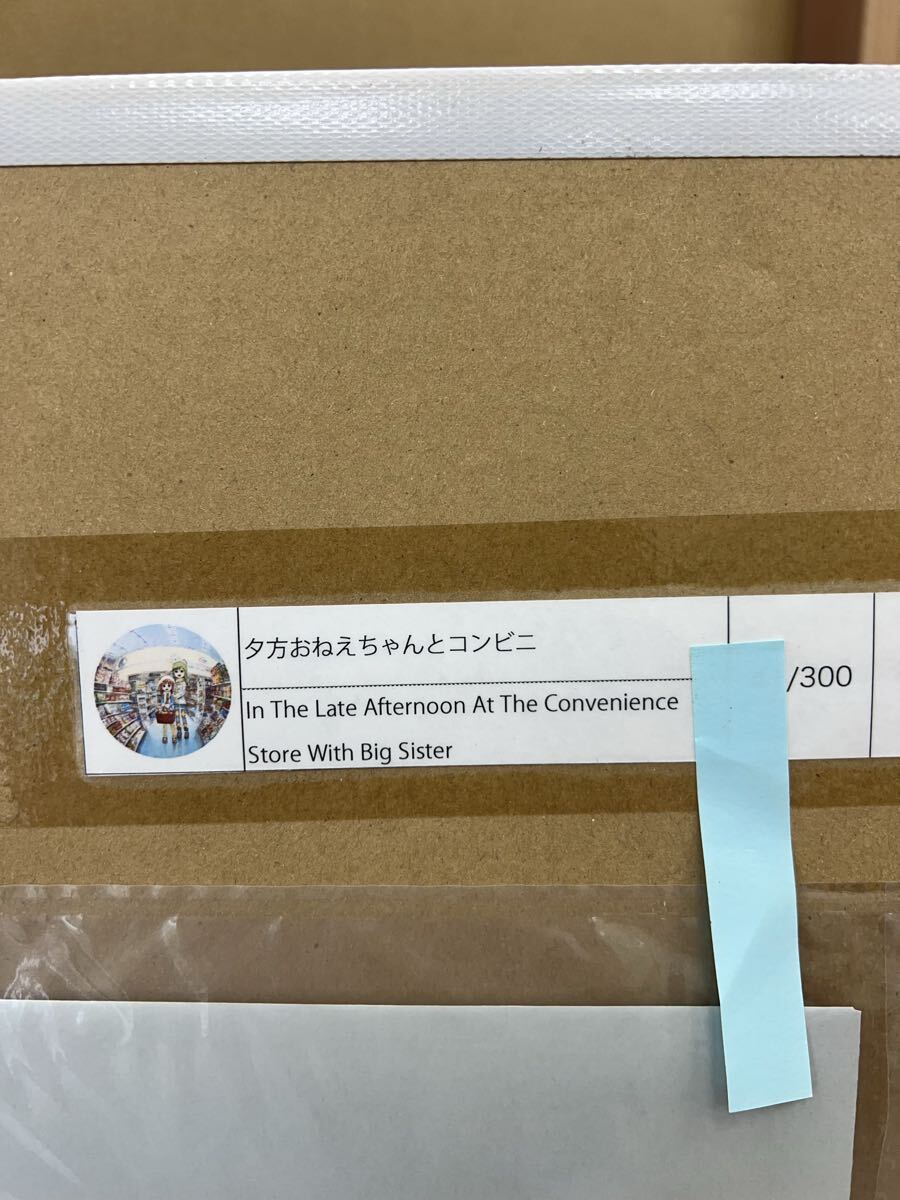 夕方おねえちゃんとコンビニ
In The Late Afternoon At The Convenience
Store With Big Sister
/300